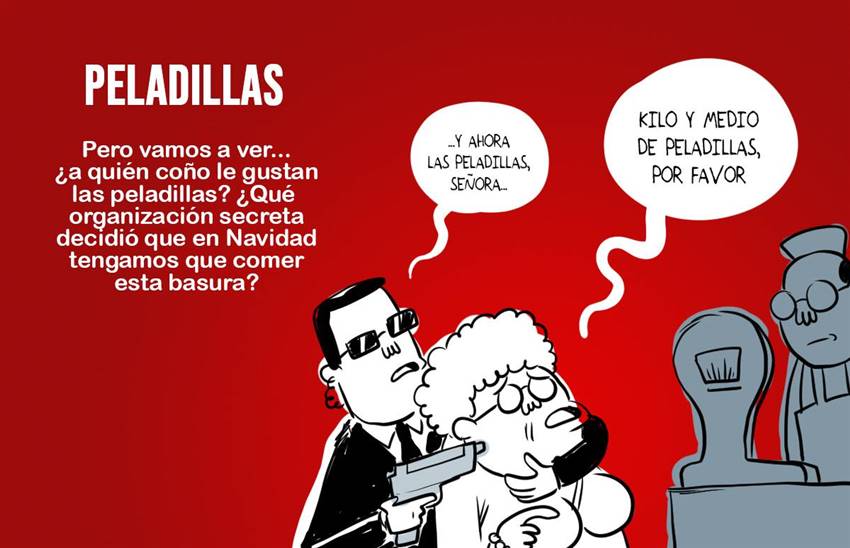 PELADILLAS
Pero vamos a ver...
¿a quién coño le gustan
las peladillas? ¿Qué
organización secreta
decidió que en Navidad
tengamos que comer
esta basura?
...Y AHORA
LAS PELADILLAS,
SEÑORA...
KILO Y MEDIO
DE PELADILLAS,
POR FAVOR